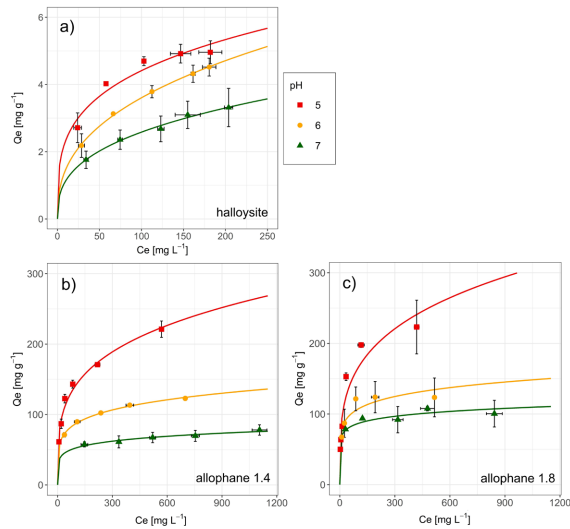 a)
Qe [mg g⁻¹]
6
4
2
0
0 50 100 150 200 250
Ce [mg L⁻¹]
halloysite
pH
5
6
7
b)
Qe [mg g⁻¹]
300
200
100
0
0 300 600 900 1200
Ce [mg L⁻¹]
allophane 1.4
c)
Qe [mg g⁻¹]
300
200
100
0
0 300 600 900 1200
Ce [mg L⁻¹]
allophane 1.8